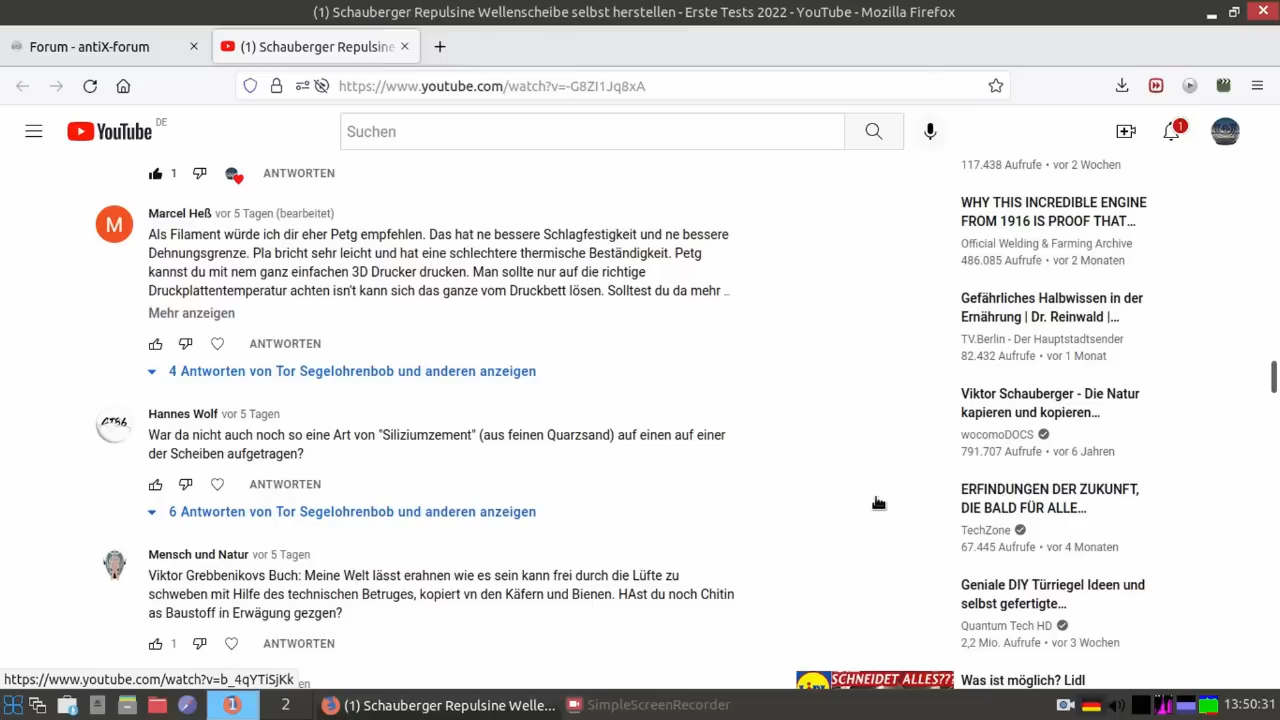 (1) Schauberger Repulsine Wellenscheibe selbst herstellen - Erste Tests 2022 - YouTube - Mozilla Firefox
Forum - antiX-forum
(1) Schauberger Repulsine
https://www.youtube.com/watch?v=-G8ZI1Jq8xA
YouTube DE
Suchen
1
1 ANTWORTEN
Marcel Heß vor 5 Tagen (bearbeitet)
Als Filament würde ich dir eher Petg empfehlen. Das hat ne bessere Schlagfestigkeit und ne bessere
Dehnungsgrenze. Pla bricht sehr leicht und hat eine schlechtere thermische Beständigkeit. Petg
kannst du mit nem ganz einfachen 3D Drucker drucken. Man sollte nur auf die richtige
Druckplattentemperatur achten isn't kann sich das ganze vom Druckbett lösen. Solltest du da mehr ...
Mehr anzeigen
ANTWORTEN
4 Antworten von Tor Segelohrenbob und anderen anzeigen
Hannes Wolf vor 5 Tagen
War da nicht auch noch so eine Art von "Siliziumzement" (aus feinen Quarzsand) auf einen auf einer
der Scheiben aufgetragen?
ANTWORTEN
6 Antworten von Tor Segelohrenbob und anderen anzeigen
Mensch und Natur vor 5 Tagen
Viktor Grebbenikovs Buch: Meine Welt lässt erahnen wie es sein kann frei durch die Lüfte zu
schweben mit Hilfe des technischen Betruges, kopiert vn den Käfern und Bienen. HAst du noch Chitin
as Baustoff in Erwägung gezgen?
1 ANTWORTEN
117.438 Aufrufe • vor 2 Wochen
WHY THIS INCREDIBLE ENGINE
FROM 1916 IS PROOF THAT...
Official Welding & Farming Archive
486.085 Aufrufe • vor 2 Monaten
Gefährliches Halbwissen in der
Ernährung | Dr. Reinwald |...
TV.Berlin - Der Hauptstadtsender
82.432 Aufrufe • vor 1 Monat
Viktor Schauberger - Die Natur
kapieren und kopieren...
wocomoDOCS
791.707 Aufrufe • vor 6 Jahren
ERFINDUNGEN DER ZUKUNFT,
DIE BALD FÜR ALLE...
TechZone
67.445 Aufrufe • vor 4 Monaten
Geniale DIY Türriegel Ideen und
selbst gefertigte...
Quantum Tech HD
2,2 Mio. Aufrufe • vor 3 Wochen
SCHNEIDET ALLES???
Was ist möglich? Lidl
https://www.youtube.com/watch?v=b_4qYTiSjKk
1
2
(1) Schauberger Repulsine Welle...
SimpleScreenRecorder
13:50:31